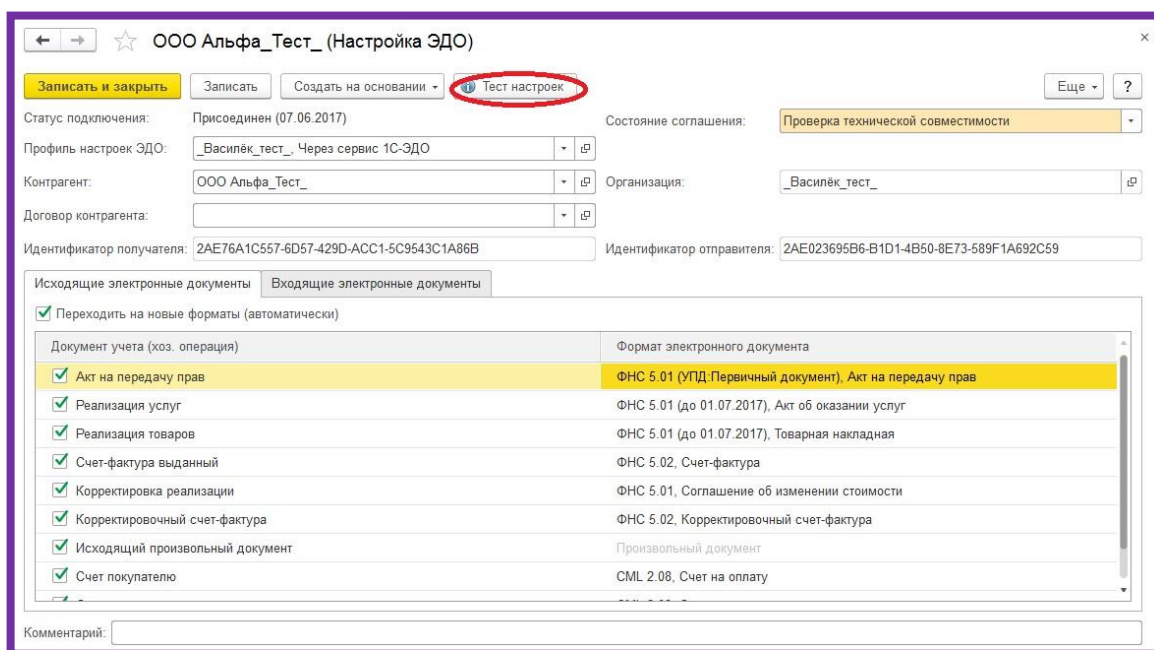 ООО Альфа_Тест_ (Настройка ЭДО)
Записать и закрыть Записать Создать на основании Тест настроек Еще ?
Статус подключения: Присоединен (07.06.2017) Состояние соглашения: Проверка технической совместимости
Профиль настроек ЭДО: _Василёк_тест_, Через сервис 1С-ЭДО
Контрагент: ООО Альфа_Тест_ Организация: _Василёк_тест_
Договор контрагента:
Идентификатор получателя: 2AE76A1C557-6D57-429D-ACC1-5C9543C1A86B Идентификатор отправителя: 2AE023695B6-B1D1-4B50-8E73-589F1A692C59
Исходящие электронные документы Входящие электронные документы
Переходить на новые форматы (автоматически)
Документ учета (хоз. операция) Формат электронного документа
Акт на передачу прав ФНС 5.01 (УПД:Первичный документ), Акт на передачу прав
Реализация услуг ФНС 5.01 (до 01.07.2017), Акт об оказании услуг
Реализация товаров ФНС 5.01 (до 01.07.2017), Товарная накладная
Счет-фактура выданный ФНС 5.02, Счет-фактура
Корректировка реализации ФНС 5.01, Соглашение об изменении стоимости
Корректировочный счет-фактура ФНС 5.02, Корректировочный счет-фактура
Исходящий произвольный документ Произвольный документ
Счет покупателю CML 2.08, Счет на оплату
Комментарий: